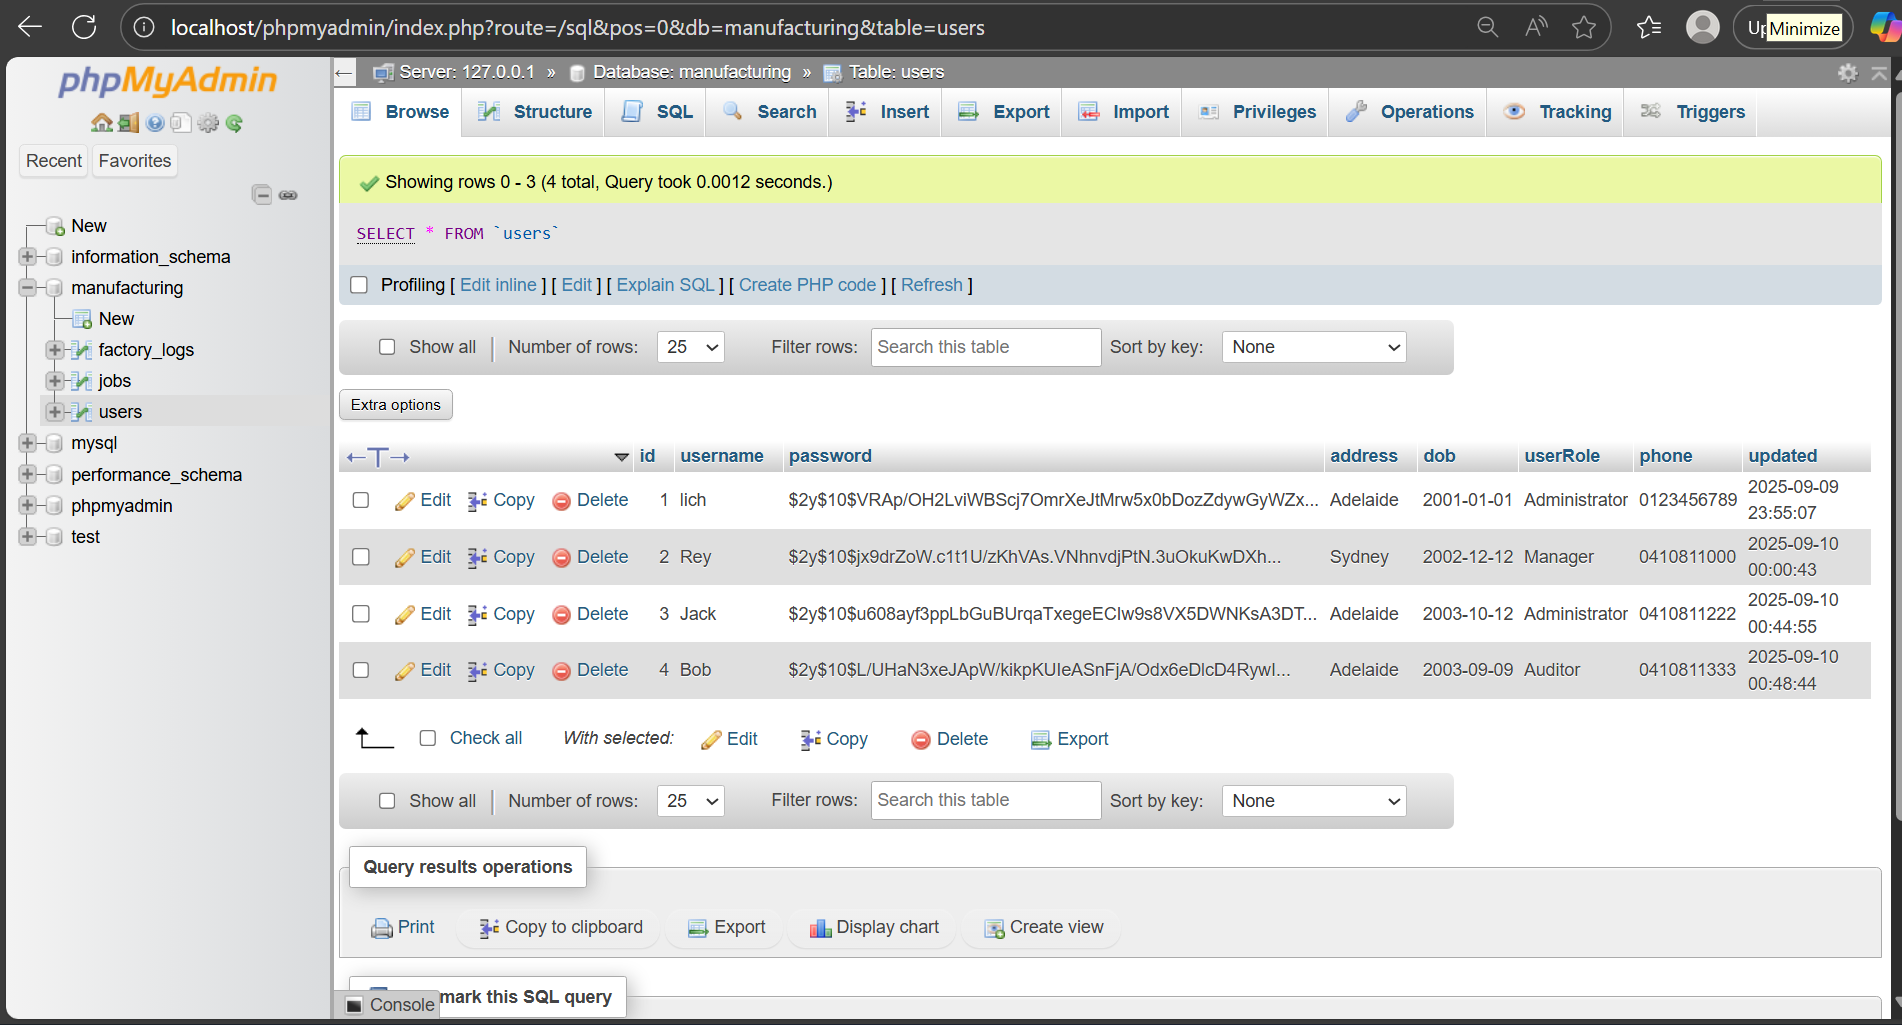 localhost/phpmyadmin/index.php?route=/sql&pos=0&db=manufacturing&table=users
Minimize
phpMyAdmin
Recent Favorites
New
information_schema
manufacturing
New
factory_logs
jobs
users
mysql
performance_schema
phpmyadmin
test
Server: 127.0.0.1 » Database: manufacturing » Table: users
Browse Structure SQL Search Insert Export Import Privileges Operations Tracking Triggers
Showing rows 0 - 3 (4 total, Query took 0.0012 seconds.)
SELECT * FROM `users`
Profiling [ Edit inline ] [ Edit ] [ Explain SQL ] [ Create PHP code ] [ Refresh ]
Show all Number of rows: 25 Filter rows: Search this table Sort by key: None
Extra options
id username password address dob userRole phone updated
Edit Copy Delete 1 lich $2y$10$VRAp/OH2LviWBScj7OmrXeJtMrw5x0bDozZdywGyWZx... Adelaide 2001-01-01 Administrator 0123456789 2025-09-09 23:55:07
Edit Copy Delete 2 Rey $2y$10$jx9drZoW.c1t1U/zKhVAs.VNhnvdjPtN.3uOkuKwDXh... Sydney 2002-12-12 Manager 0410811000 2025-09-10 00:00:43
Edit Copy Delete 3 Jack $2y$10$u608ayf3ppLbGuBUrqaTxegeEClw9s8VX5DWNKsA3DT... Adelaide 2003-10-12 Administrator 0410811222 2025-09-10 00:44:55
Edit Copy Delete 4 Bob $2y$10$L/UHaN3xeJApW/kikpKUIeASnFjA/Odx6eDlcD4RywI... Adelaide 2003-09-09 Auditor 0410811333 2025-09-10 00:48:44
Check all With selected: Edit Copy Delete Export
Show all Number of rows: 25 Filter rows: Search this table Sort by key: None
Query results operations
Print Copy to clipboard Export Display chart Create view
mark this SQL query
Console